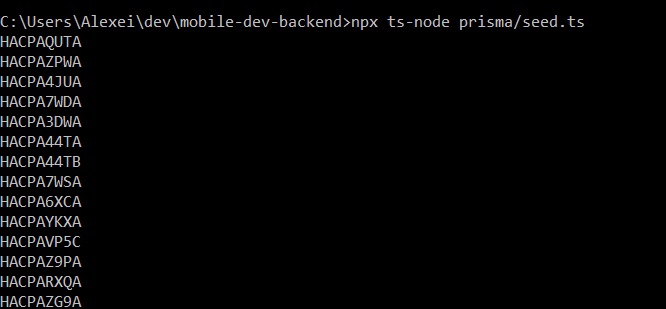 C:\Users\Alexei\dev\mobile-dev-backend>npx ts-node prisma/seed.ts
HACPAQUTA
HACPAZPWA
HACPA4JUA
HACPA7WDA
HACPA3DWA
HACPA44TA
HACPA44TB
HACPA7WSA
HACPA6XCA
HACPAYKXA
HACPAVP5C
HACPAZ9PA
HACPARXQA
HACPAZG9A